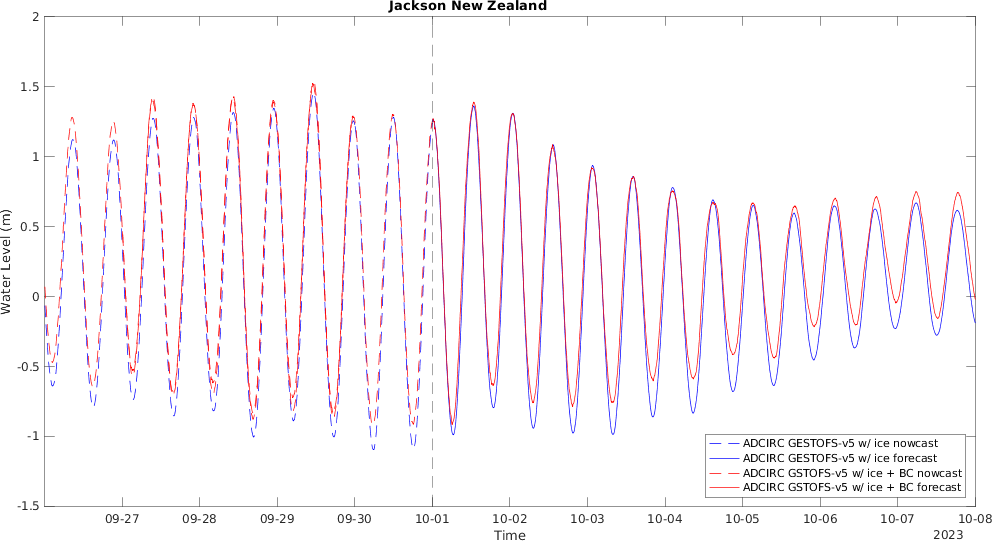 Jackson New Zealand
2
1.5
1
0.5
0
-0.5
-1
-1.5
Water Level (m)
ADCIRC GESTOFS-v5 w/ ice nowcast
ADCIRC GESTOFS-v5 w/ ice forecast
ADCIRC GSTOFS-v5 w/ ice + BC nowcast
ADCIRC GSTOFS-v5 w/ ice + BC forecast
09-27 09-28 09-29 09-30 10-01 10-02 10-03 10-04 10-05 10-06 10-07 10-08
Time
2023